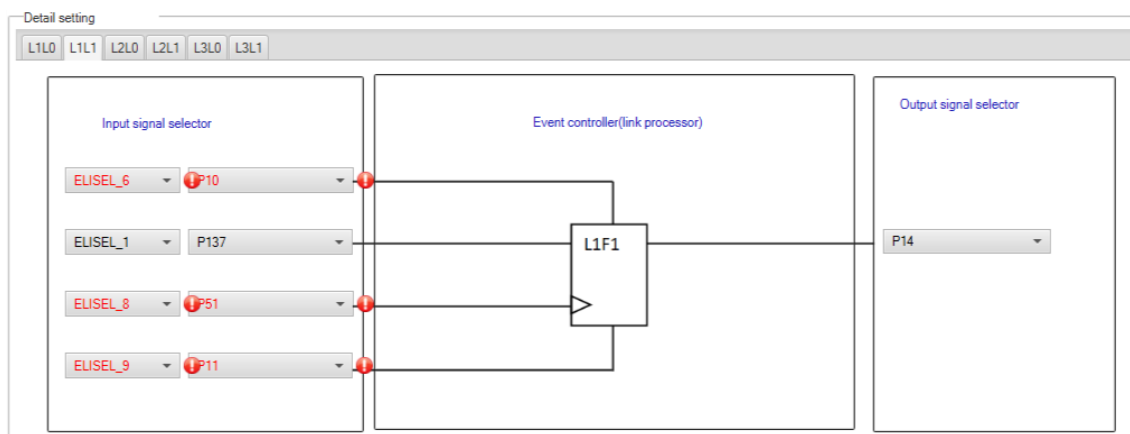 Detail setting
L1L0 L1L1 L2L0 L2L1 L3L0 L3L1
Input signal selector
Event controller(link processor)
Output signal selector
ELISEL_6 P10
ELISEL_1 P137
L1F1
P14
ELISEL_8 P51
ELISEL_9 P11